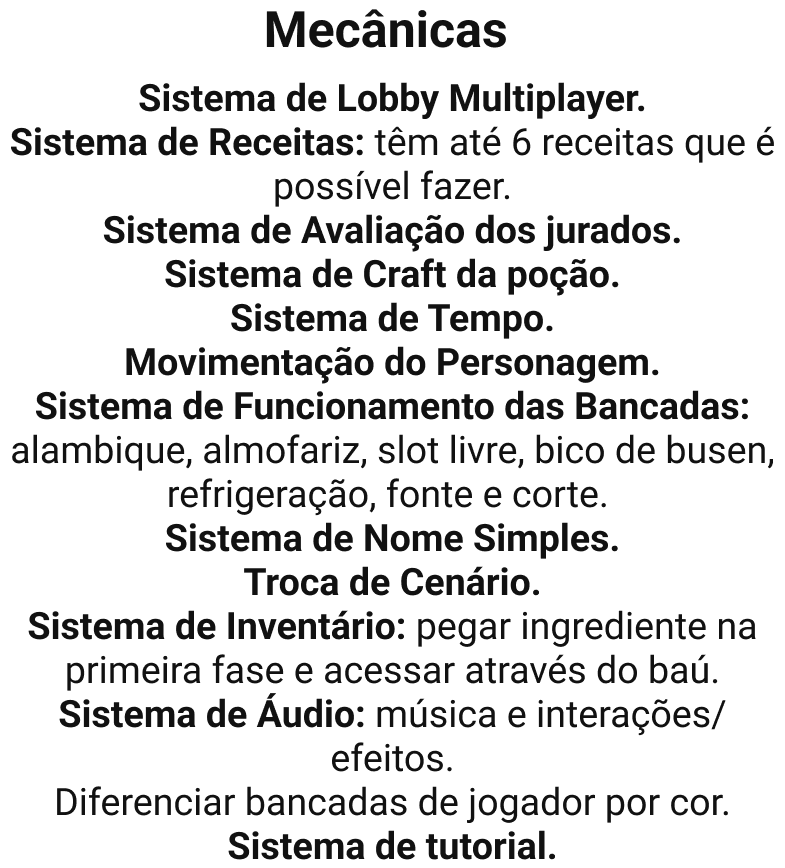 Mecânicas
Sistema de Lobby Multiplayer.
Sistema de Receitas: têm até 6 receitas que é
possível fazer.
Sistema de Avaliação dos jurados.
Sistema de Craft da poção.
Sistema de Tempo.
Movimentação do Personagem.
Sistema de Funcionamento das Bancadas:
alambique, almofariz, slot livre, bico de busen,
refrigeração, fonte e corte.
Sistema de Nome Simples.
Troca de Cenário.
Sistema de Inventário: pegar ingrediente na
primeira fase e acessar através do baú.
Sistema de Áudio: música e interações/
efeitos.
Diferenciar bancadas de jogador por cor.
Sistema de tutorial.